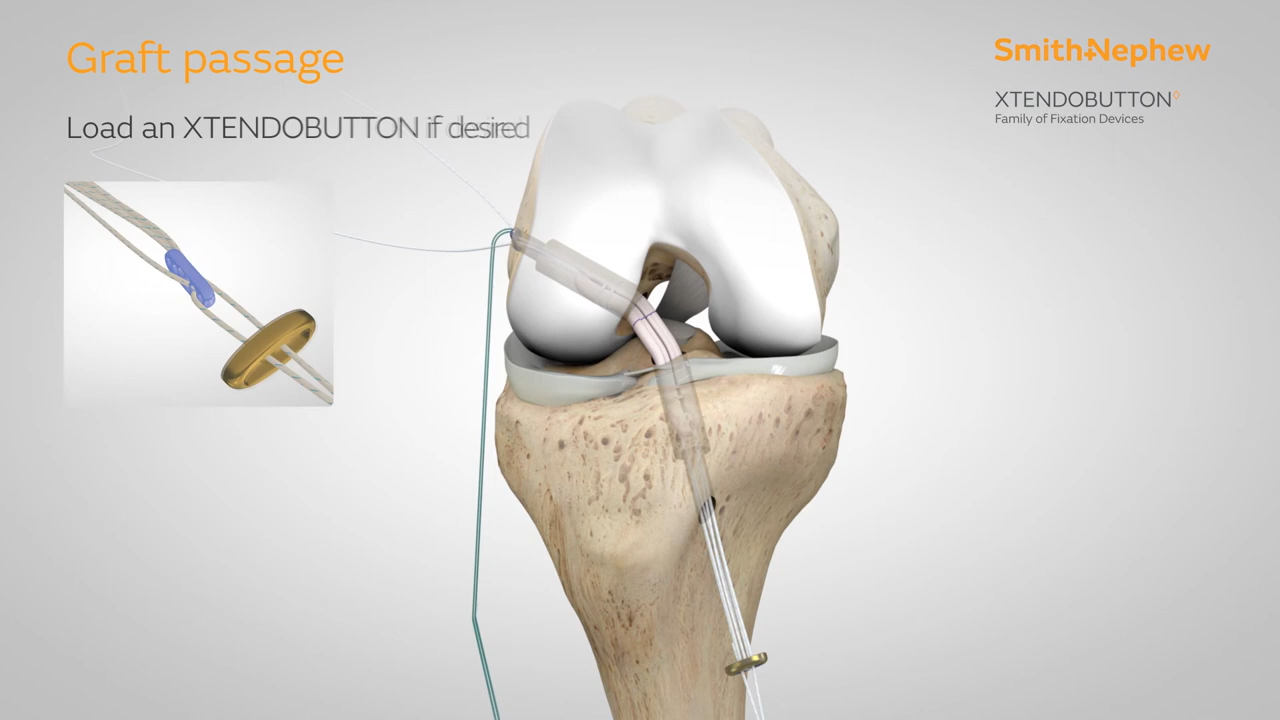 Graft passage
Load an XTENDOBUTTON if desired
Smith+Nephew
XTENDOBUTTON◊
Family of Fixation Devices